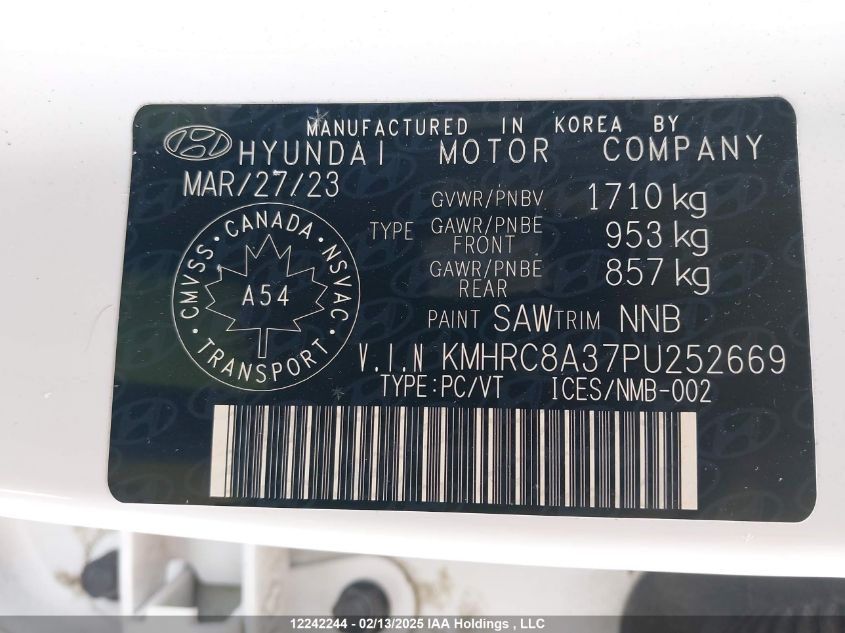 MANUFACTURED IN KOREA BY
HYUNDAI MOTOR COMPANY
MAR/27/23
GVWR/PNBV 1710 kg
TYPE GAWR/PNBE FRONT 953 kg
GAWR/PNBE REAR 857 kg
CMVSS • CANADA • NSVAC • TRANSPORT •
A54
PAINT SAW TRIM NNB
V.I.N KMHRC8A37PU252669
TYPE:PC/VT ICES/NMB-002
12242244 - 02/13/2025 IAA Holdings , LLC